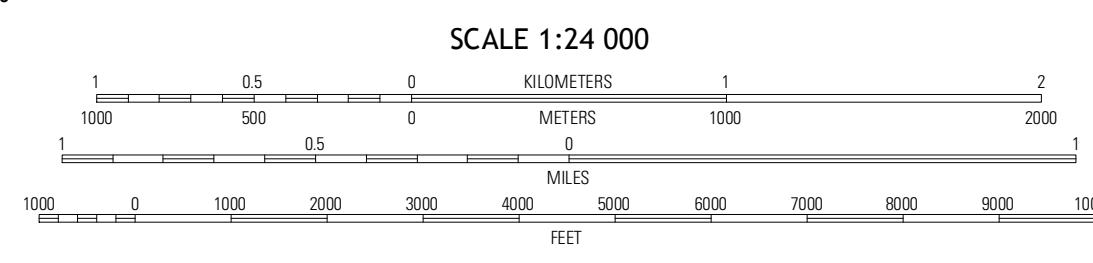 SCALE 1:24 000
1 0.5 0 KILOMETERS 1 2
1000 500 0 METERS 1000 2000
1 0.5 0 1
MILES
1000 0 1000 2000 3000 4000 5000 6000 7000 8000 9000
FEET